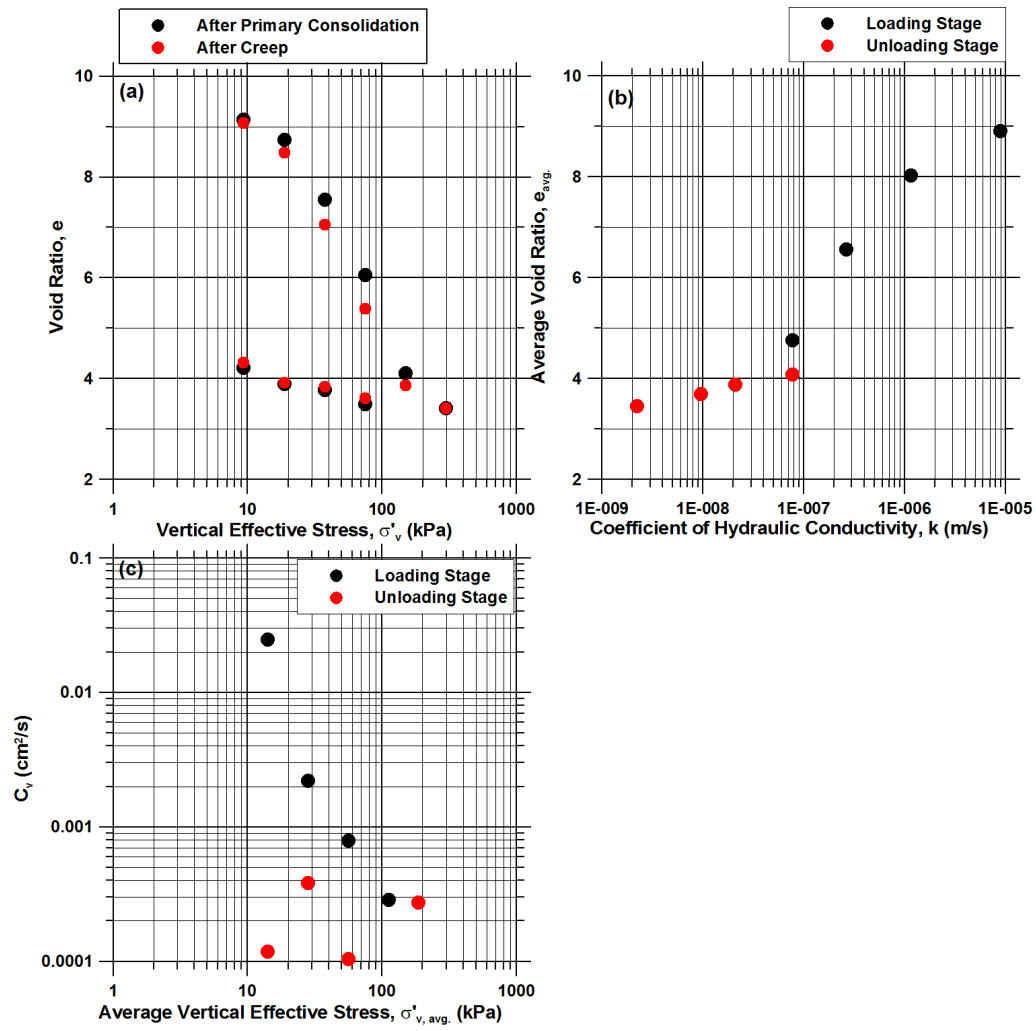 After Primary Consolidation
After Creep
(a)
10
8
6
4
2
Void Ratio, e
1
10
100
1000
Vertical Effective Stress, σ'v (kPa)
Loading Stage
Unloading Stage
(b)
10
8
6
4
2
Average Void Ratio, eavg.
1E-009
1E-008
1E-007
1E-006
1E-005
Coefficient of Hydraulic Conductivity, k (m/s)
(c)
Loading Stage
Unloading Stage
0.1
0.01
0.001
0.0001
Cv (cm²/s)
1
10
100
1000
Average Vertical Effective Stress, σ'v, avg. (kPa)